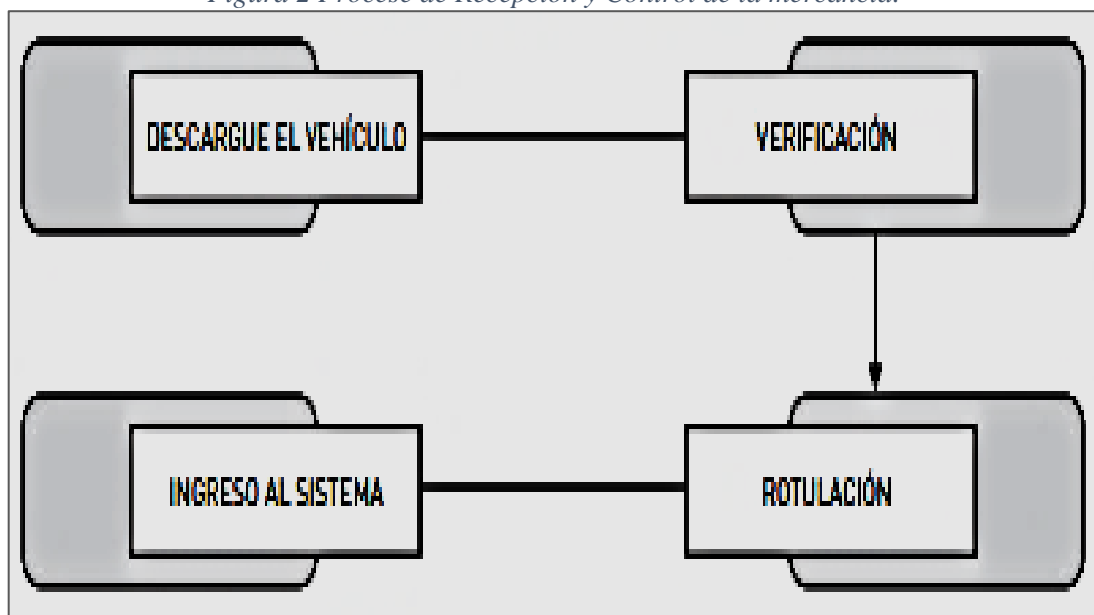 Figura 2 Proceso de Recepción y Control de la mercancía.
DESCARGUE EL VEHÍCULO
VERIFICACIÓN
INGRESO AL SISTEMA
ROTULACIÓN